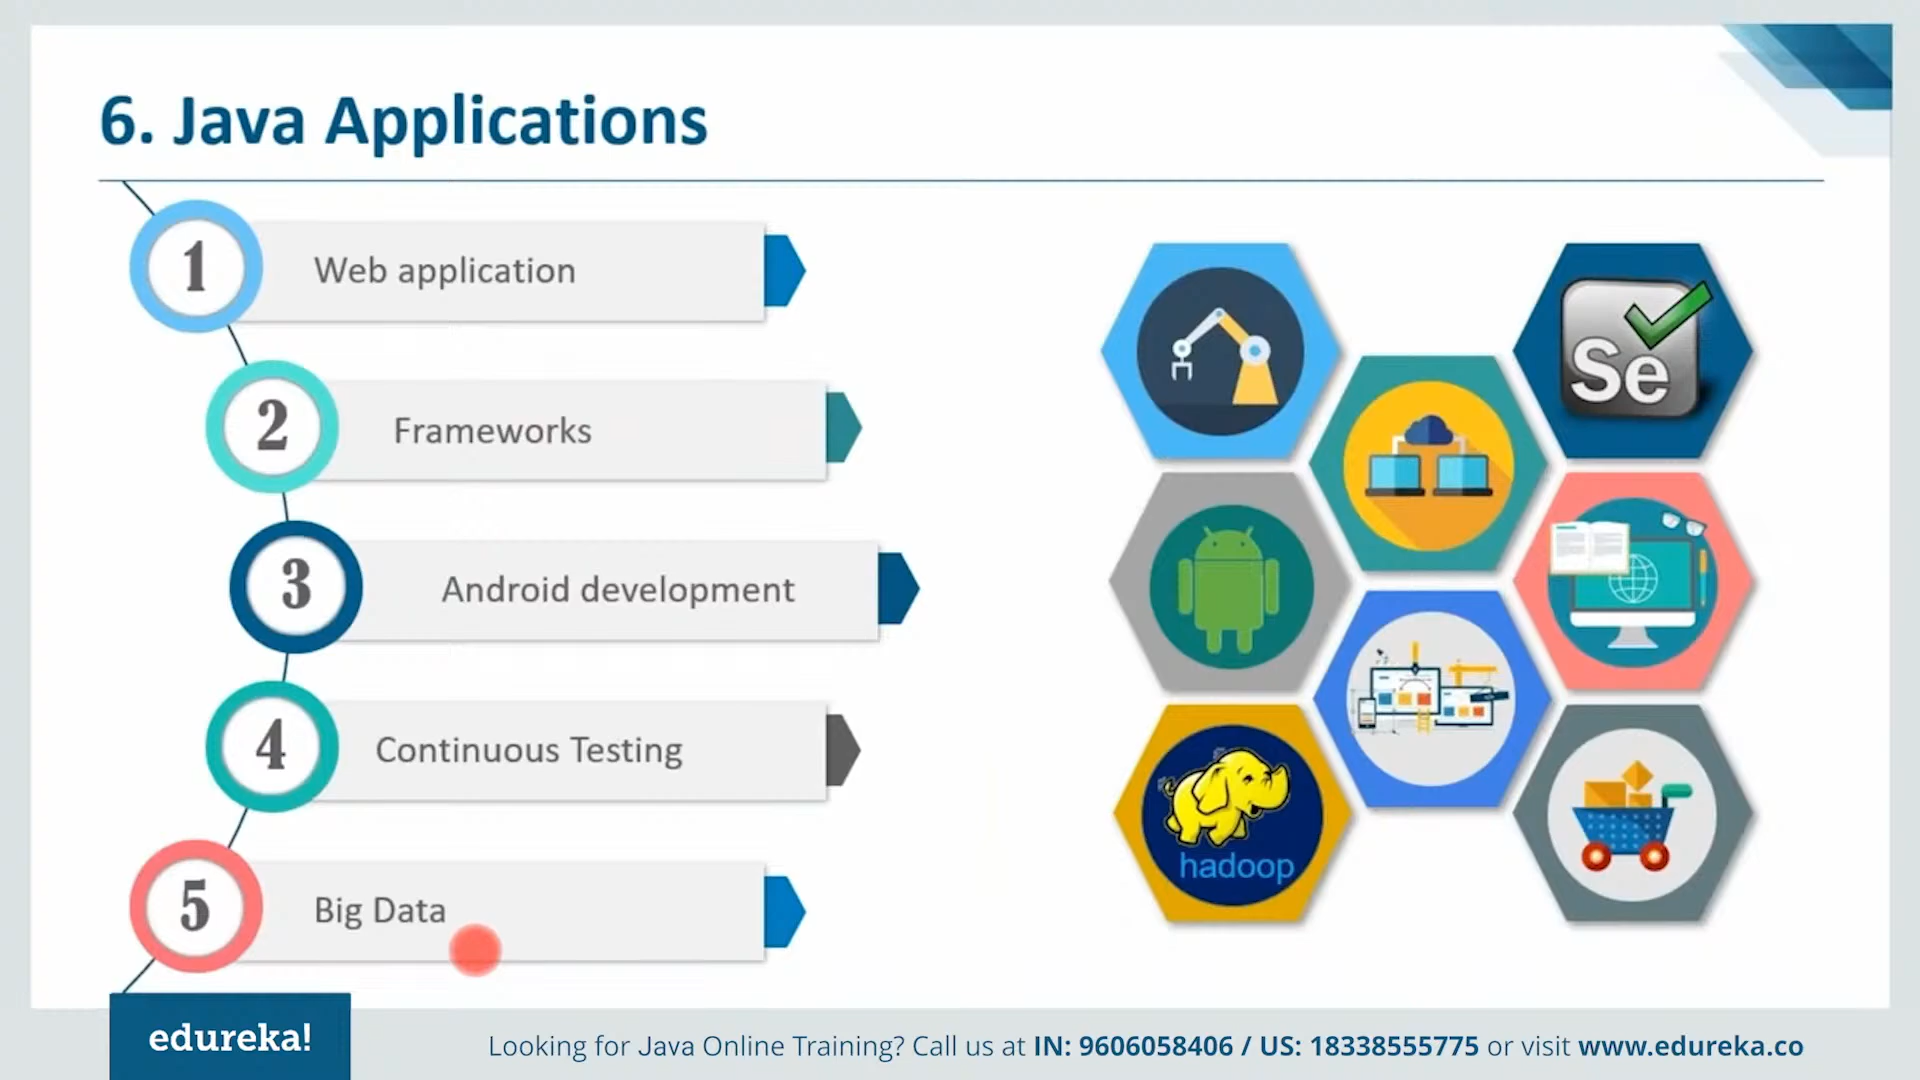 6. Java Applications
1
Web application
2
Frameworks
3
Android development
4
Continuous Testing
5
Big Data
Se
hadoop
edureka!
Looking for Java Online Training? Call us at IN: 9606058406 / US: 18338555775 or visit www.edureka.co